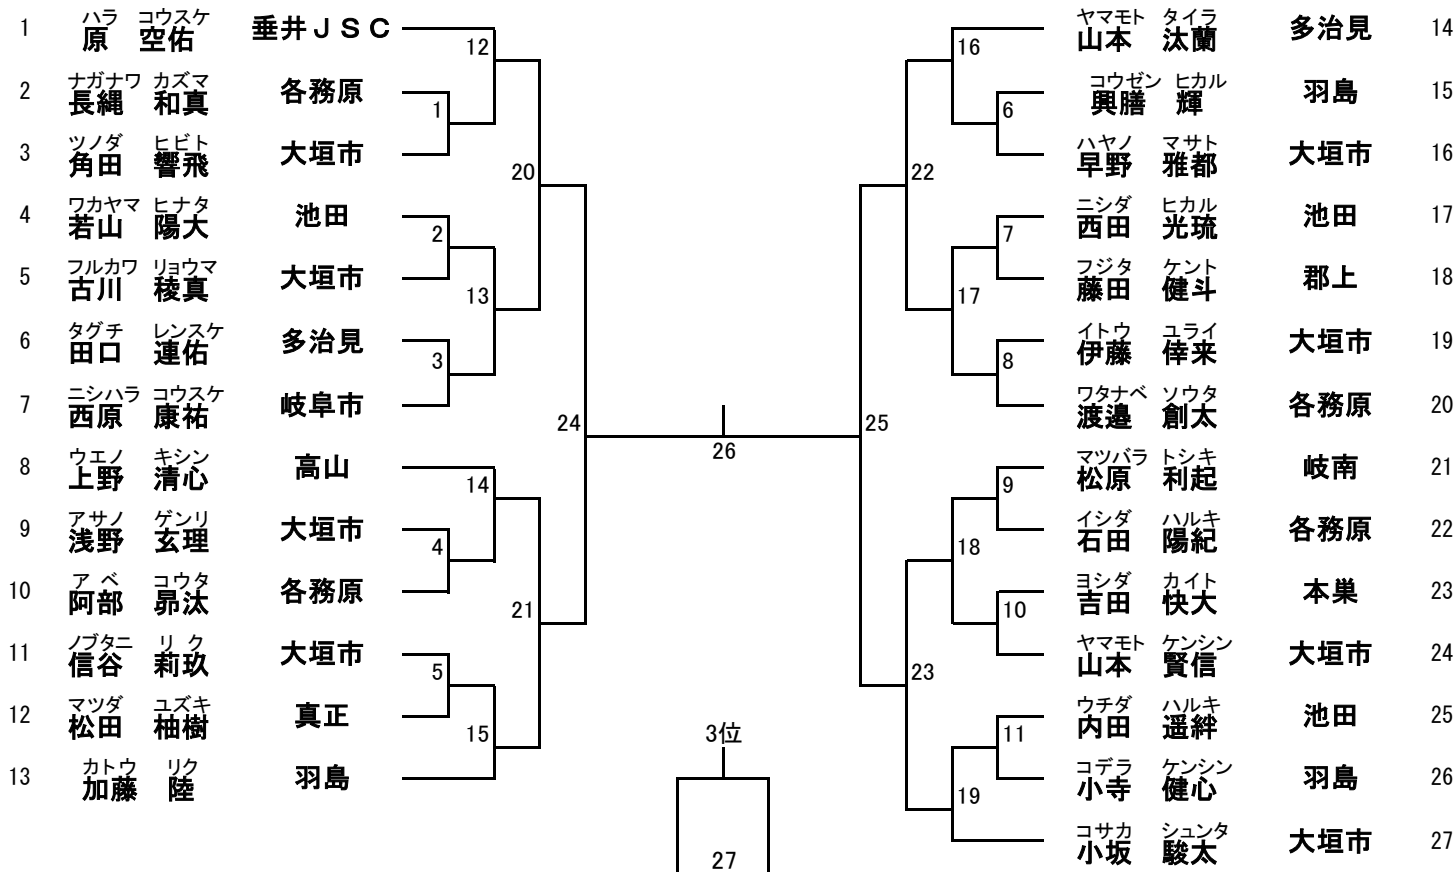 1 ハラ コウスケ 原 空佑 垂井ＪＳＣ
2 ナガナワ カズマ 長縄 和真 各務原
3 ツノダ ヒビト 角田 響飛 大垣市
4 ワカヤマ ヒナタ 若山 陽大 池田
5 フルカワ リョウマ 古川 稜真 大垣市
6 タグチ レンスケ 田口 連佑 多治見
7 ニシハラ コウスケ 西原 康祐 岐阜市
8 ウエノ キシン 上野 清心 高山
9 アサノ ゲンリ 浅野 玄理 大垣市
10 ア ベ コウタ 阿部 昴汰 各務原
11 ノブタニ リ ク 信谷 莉玖 大垣市
12 マツダ ユズキ 松田 柚樹 真正
13 カトウ リク 加藤 陸 羽島
12
1
20
2
13
3
24
14
4
21
5
15
26
3位
27
16
6
22
7
17
8
25
9
18
10
23
11
19
ヤマモト タイラ 山本 汰蘭 多治見 14
コウゼン ヒカル 興膳 輝 羽島 15
ハヤノ マサト 早野 雅都 大垣市 16
ニシダ ヒカル 西田 光琉 池田 17
フジタ ケント 藤田 健斗 郡上 18
イトウ ユライ 伊藤 倖来 大垣市 19
ワタナベ ソウタ 渡邉 創太 各務原 20
マツバラ トシキ 松原 利起 岐南 21
イシダ ハルキ 石田 陽紀 各務原 22
ヨシダ カイト 吉田 快大 本巣 23
ヤマモト ケンシン 山本 賢信 大垣市 24
ウチダ ハルキ 内田 遥絆 池田 25
コデラ ケンシン 小寺 健心 羽島 26
コサカ シュンタ 小坂 駿太 大垣市 27